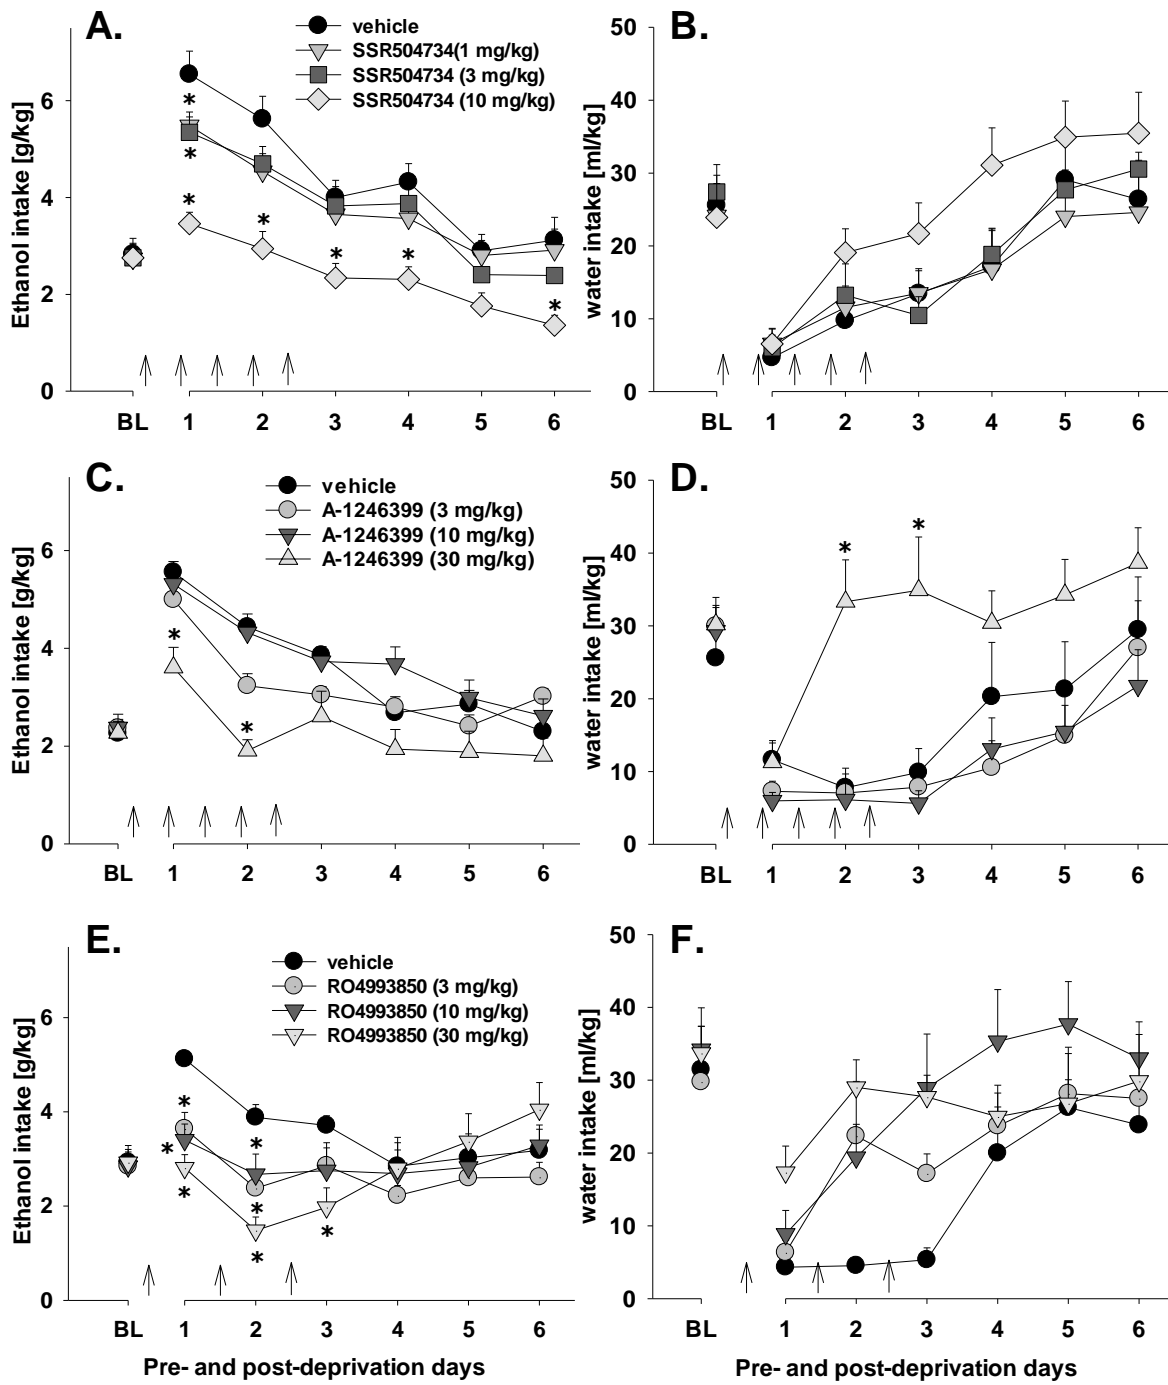 A.
vehicle
SSR504734(1 mg/kg)
SSR504734 (3 mg/kg)
SSR504734 (10 mg/kg)
Ethanol intake [g/kg]
6
4
2
0
* * * * * * *
BL 1 2 3 4 5 6
B.
water intake [ml/kg]
50
40
30
20
10
0
BL 1 2 3 4 5 6
C.
vehicle
A-1246399 (3 mg/kg)
A-1246399 (10 mg/kg)
A-1246399 (30 mg/kg)
Ethanol intake [g/kg]
6
4
2
0
* *
BL 1 2 3 4 5 6
D.
water intake [ml/kg]
50
40
30
20
10
0
* *
BL 1 2 3 4 5 6
E.
vehicle
RO4993850 (3 mg/kg)
RO4993850 (10 mg/kg)
RO4993850 (30 mg/kg)
Ethanol intake [g/kg]
6
4
2
0
* * * * * * *
BL 1 2 3 4 5 6
Pre- and post-deprivation days
F.
water intake [ml/kg]
50
40
30
20
10
0
BL 1 2 3 4 5 6
Pre- and post-deprivation days